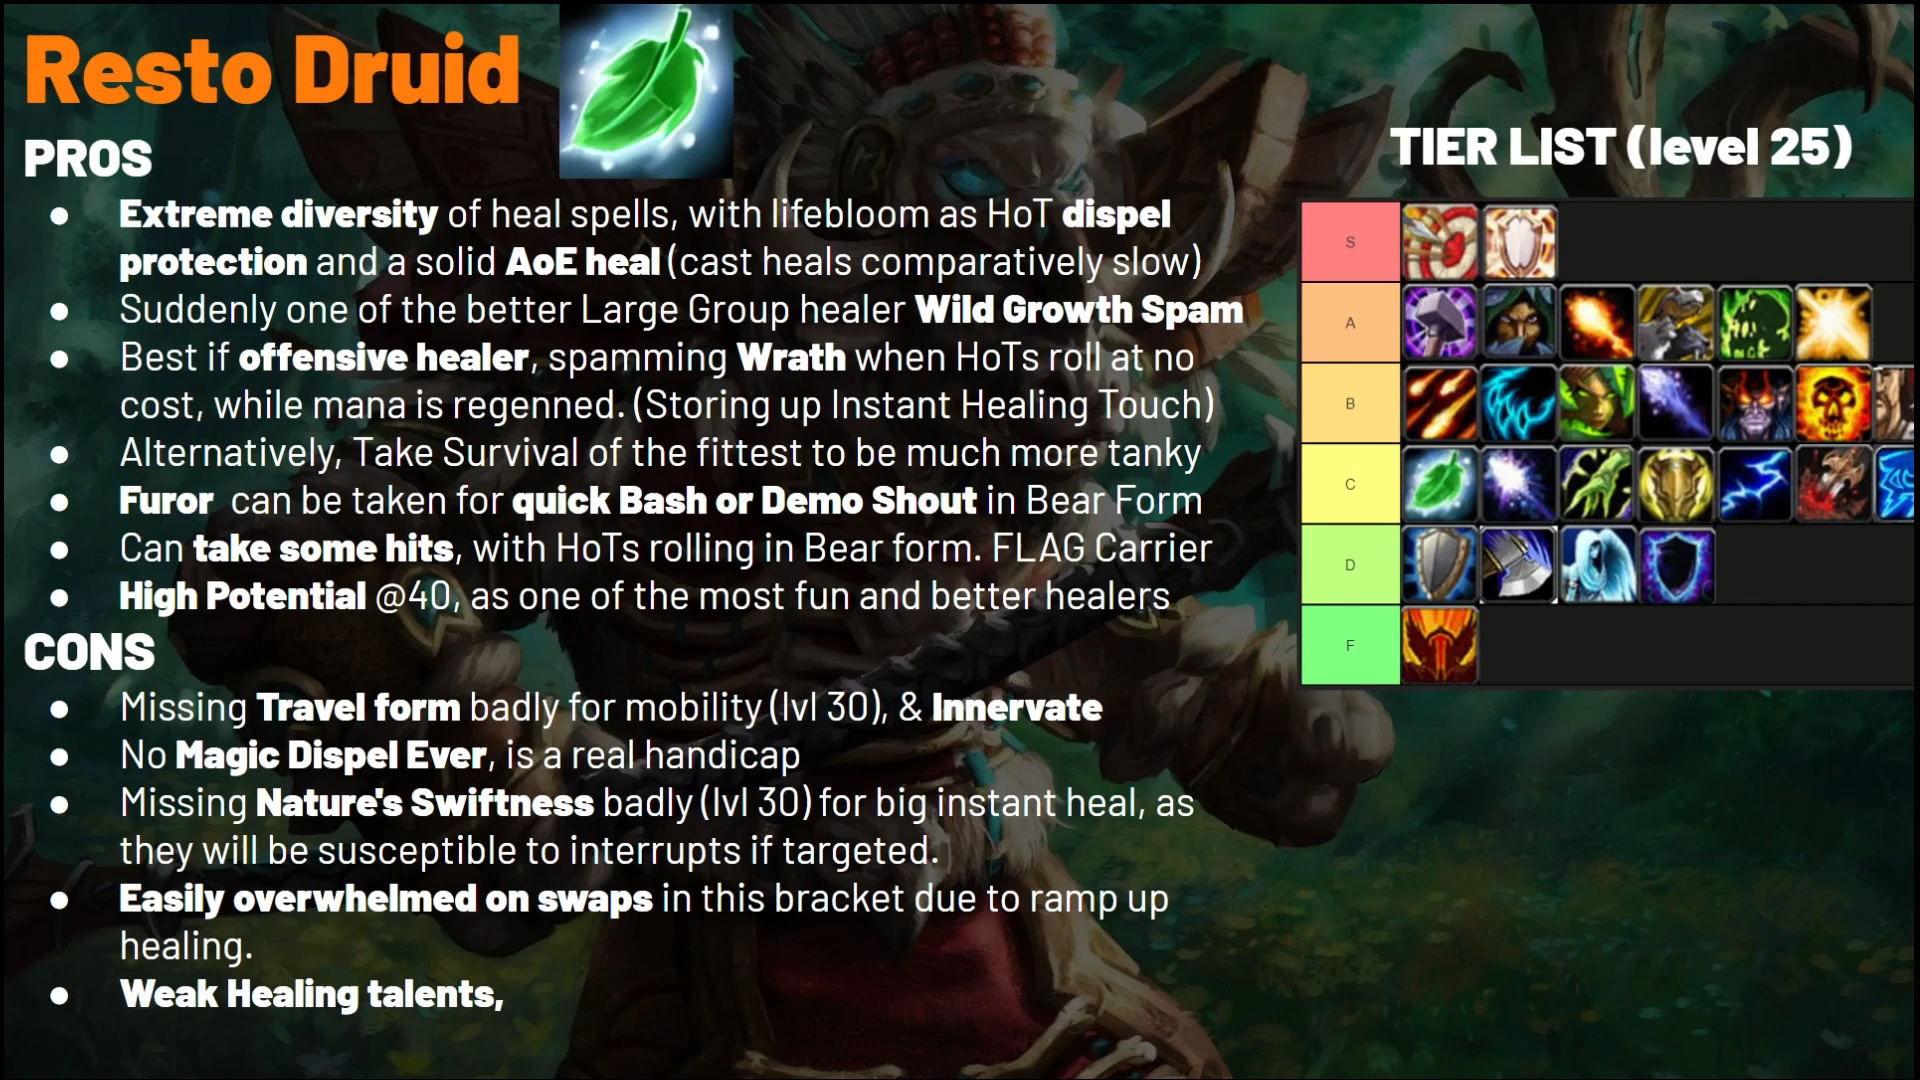 Resto Druid
PROS
● Extreme diversity of heal spells, with lifebloom as HoT dispel
protection and a solid AoE heal (cast heals comparatively slow)
● Suddenly one of the better Large Group healer Wild Growth Spam
● Best if offensive healer, spamming Wrath when HoTs roll at no
cost, while mana is regenned. (Storing up Instant Healing Touch)
● Alternatively, Take Survival of the fittest to be much more tanky
● Furor can be taken for quick Bash or Demo Shout in Bear Form
● Can take some hits, with HoTs rolling in Bear form. FLAG Carrier
● High Potential @40, as one of the most fun and better healers
CONS
● Missing Travel form badly for mobility (lvl 30), & Innervate
● No Magic Dispel Ever, is a real handicap
● Missing Nature's Swiftness badly (lvl 30) for big instant heal, as
they will be susceptible to interrupts if targeted.
● Easily overwhelmed on swaps in this bracket due to ramp up
healing.
● Weak Healing talents,
TIER LIST (level 25)
S
A
B
C
D
F